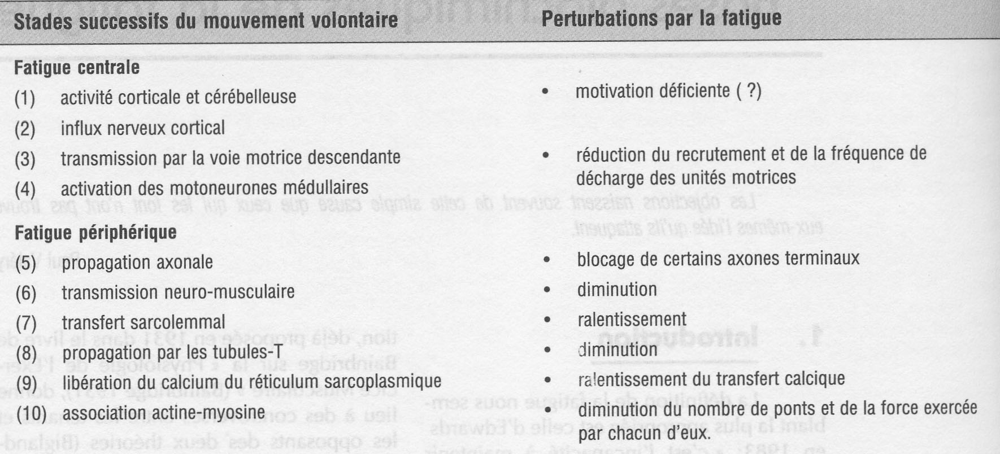 Stades successifs du mouvement volontaire Perturbations par la fatigue
Fatigue centrale
(1) activité corticale et cérébelleuse • motivation déficiente ( ?)
(2) influx nerveux cortical
(3) transmission par la voie motrice descendante • réduction du recrutement et de la fréquence de
décharge des unités motrices
(4) activation des motoneurones médullaires
Fatigue périphérique
(5) propagation axonale • blocage de certains axones terminaux
(6) transmission neuro-musculaire • diminution
(7) transfert sarcolemmal • ralentissement
(8) propagation par les tubules-T • diminution
(9) libération du calcium du réticulum sarcoplasmique • ralentissement du transfert calcique
(10) association actine-myosine • diminution du nombre de ponts et de la force exercée
par chacun d'eux.